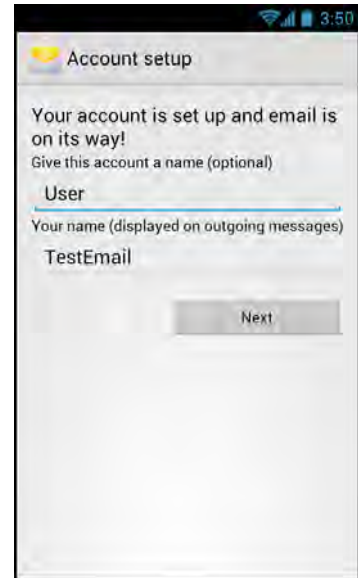 3:50
Account setup
Your account is set up and email is
on its way!
Give this account a name (optional)
User
Your name (displayed on outgoing messages)
TestEmail
Next